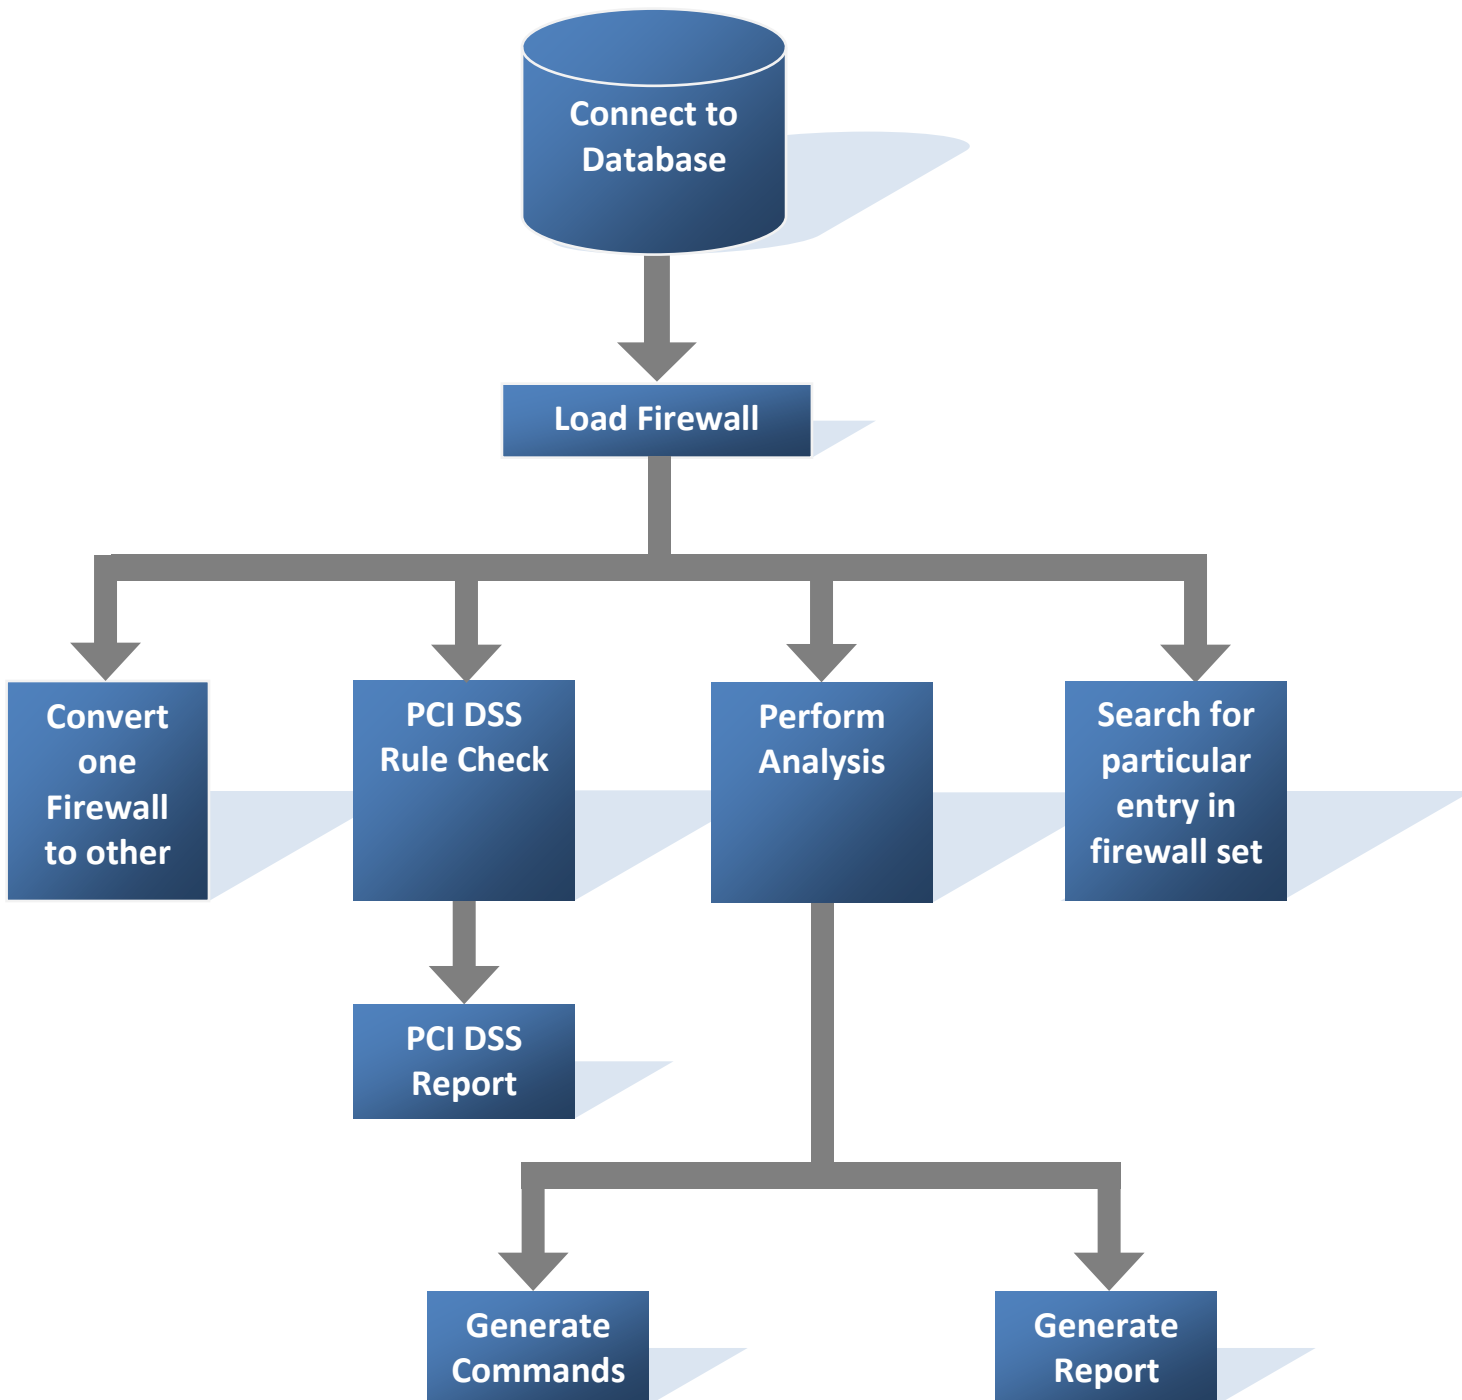 Connect to
Database
Load Firewall
Convert
one
Firewall
to other
PCI DSS
Rule Check
Perform
Analysis
Search for
particular
entry in
firewall set
PCI DSS
Report
Generate
Commands
Generate
Report